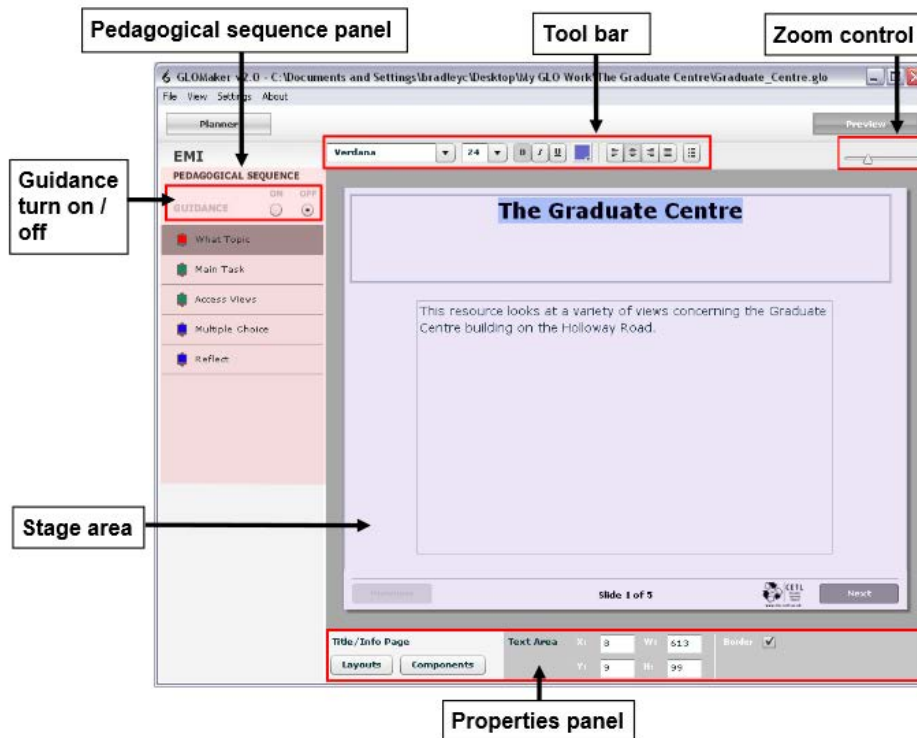 Pedagogical sequence panel
Tool bar
Zoom control
GLOMaker v2.0 - C:\Documents and Settings\bradleyc\Desktop\My GLO Work\The Graduate Centre\Graduate_Centre.glo
File View Settings About
Planner
Preview
EMI
Verdana
24
B I U
PEDAGOGICAL SEQUENCE
ON OFF
GUIDANCE
Guidance
turn on /
off
What Topic
Main Task
Access Views
Multiple Choice
Reflect
The Graduate Centre
This resource looks at a variety of views concerning the Graduate
Centre building on the Holloway Road.
Stage area
Slide 1 of 5
CETL
Next
Title/Info Page
Text Area X: 8 W: 613 Border
Layouts Components
Y: 9 H: 99
Properties panel